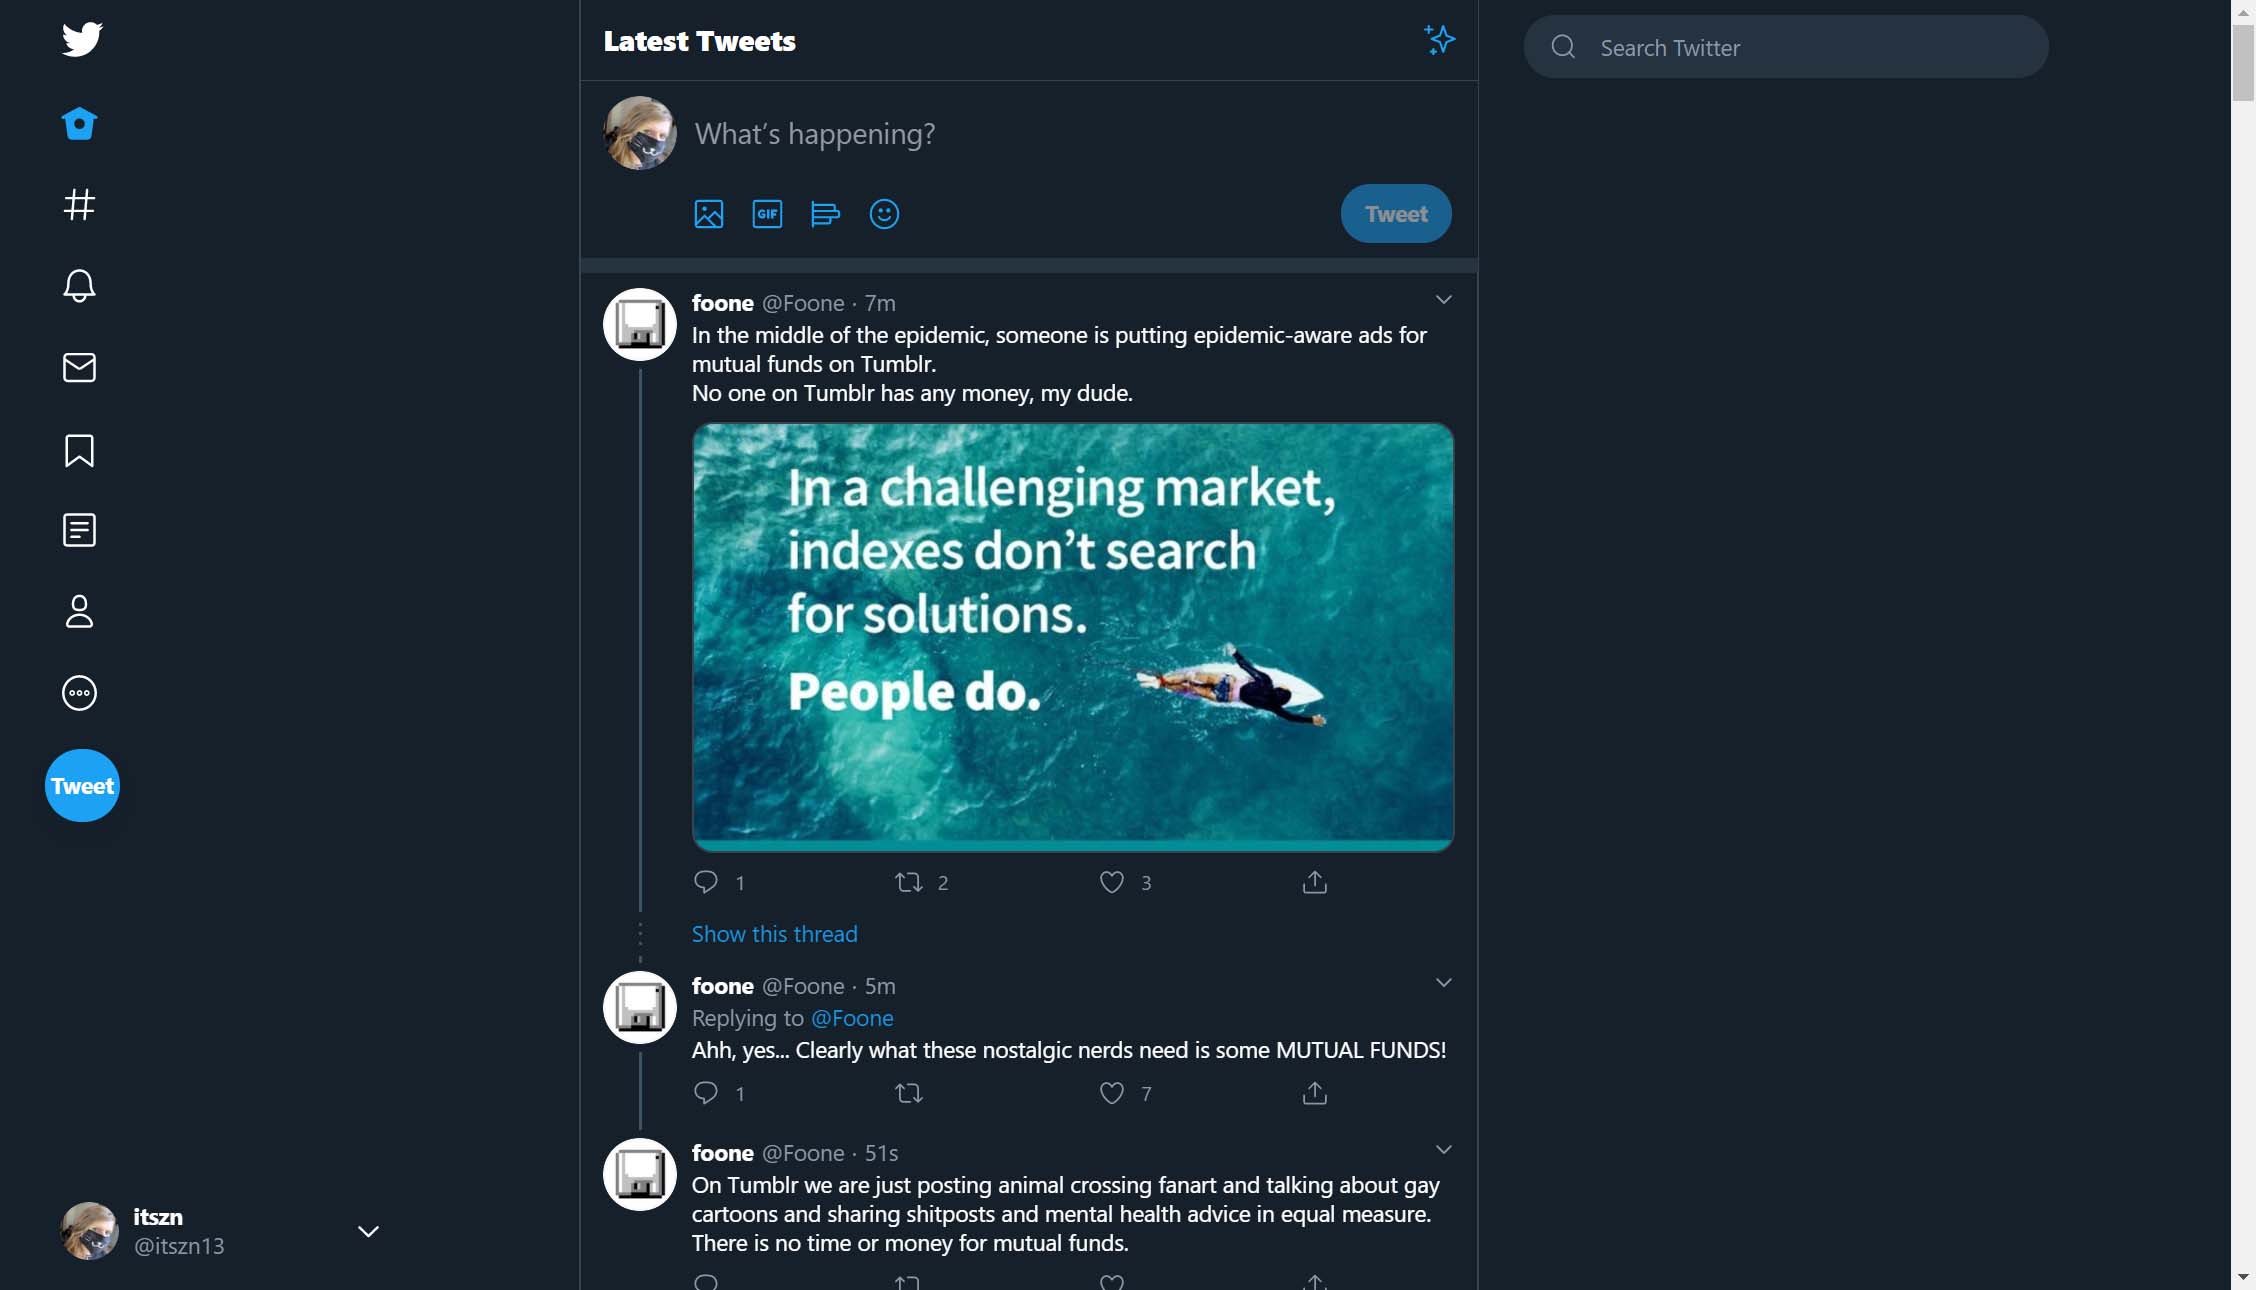 Latest Tweets
Search Twitter
What's happening?
GIF
Tweet
foone @Foone · 7m
In the middle of the epidemic, someone is putting epidemic-aware ads for
mutual funds on Tumblr.
No one on Tumblr has any money, my dude.
In a challenging market,
indexes don't search
for solutions.
People do.
1 2 3
Show this thread
foone @Foone · 5m
Replying to @Foone
Ahh, yes... Clearly what these nostalgic nerds need is some MUTUAL FUNDS!
1 7
foone @Foone · 51s
On Tumblr we are just posting animal crossing fanart and talking about gay
cartoons and sharing shitposts and mental health advice in equal measure.
There is no time or money for mutual funds.
Tweet
itszn
@itszn13